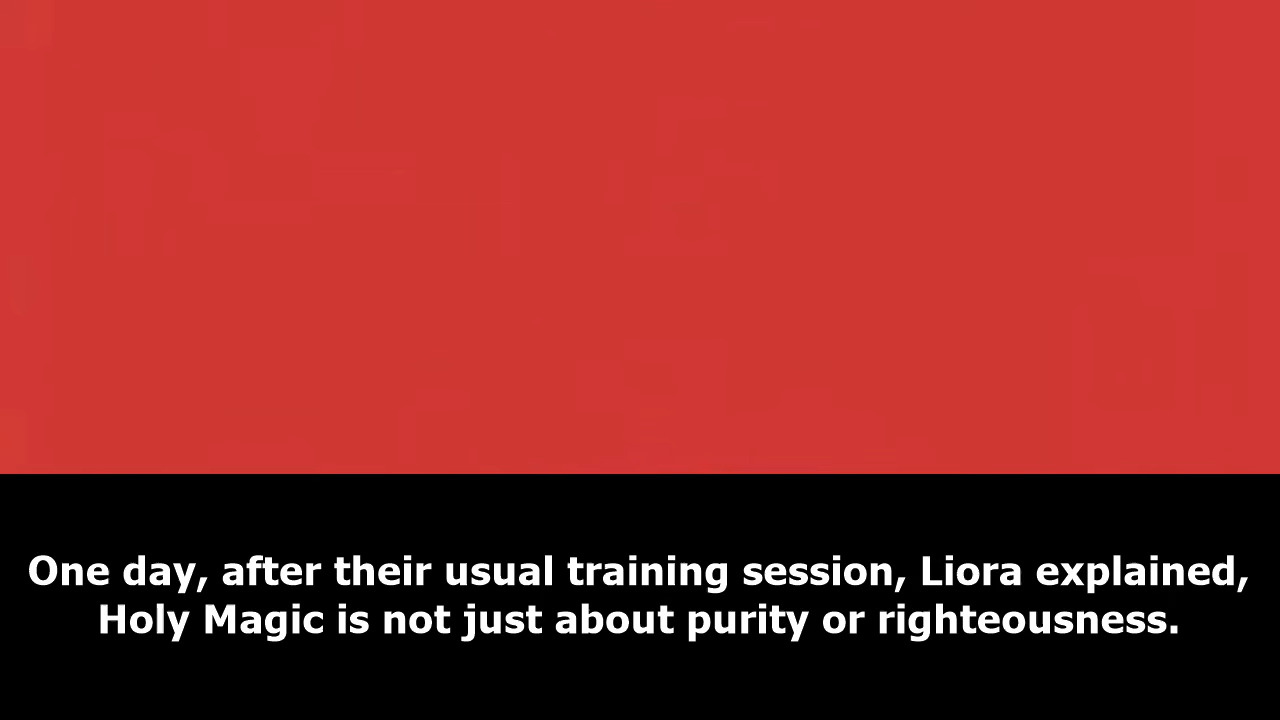 One day, after their usual training session, Liora explained,
Holy Magic is not just about purity or righteousness.